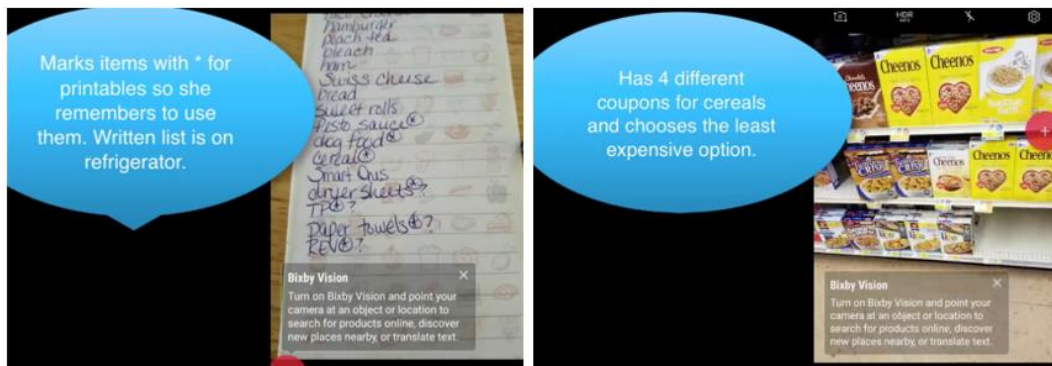 Marks items with * for
printables so she
remembers to use
them. Written list is on
refrigerator.
Hamburger
peach tea
bleach
ham
Swiss cheese
bread
Sweet rolls
Pesto sauce*
dog food*
cereal*
Smart Ones
dryer sheets*?
TP*?
paper towels*?
REV*?
Bixby Vision
Turn on Bixby Vision and point your
camera at an object or location to
search for products online, discover
new places nearby, or translate text.
Has 4 different
coupons for cereals
and chooses the least
expensive option.
HDR
Cheerios
Cheerios
Cheerios
Cheerios
Cheerios
Bixby Vision
Turn on Bixby Vision and point your
camera at an object or location to
search for products online, discover
new places nearby, or translate text.